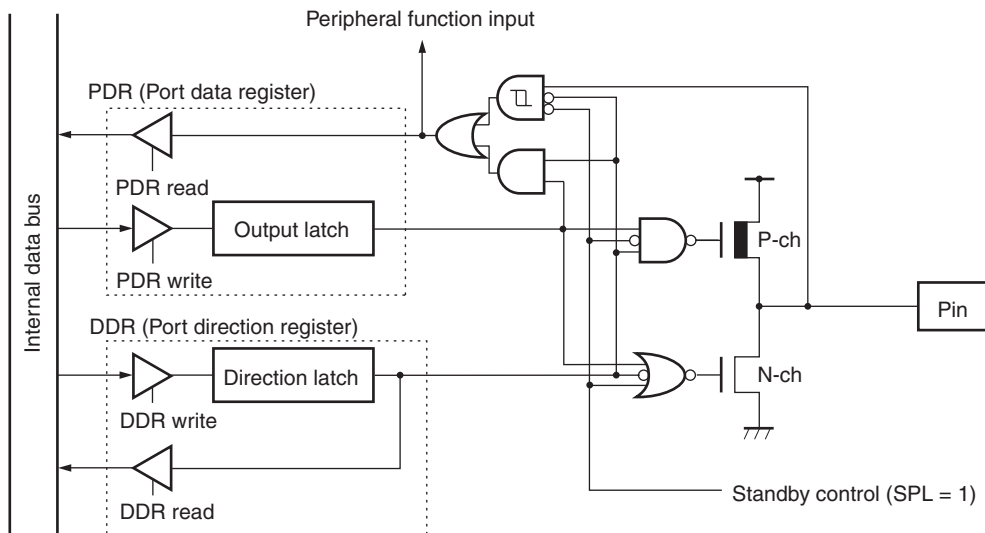 Peripheral function input
PDR (Port data register)
PDR read
Output latch
PDR write
Internal data bus
P-ch
Pin
DDR (Port direction register)
Direction latch
N-ch
DDR write
DDR read
Standby control (SPL = 1)